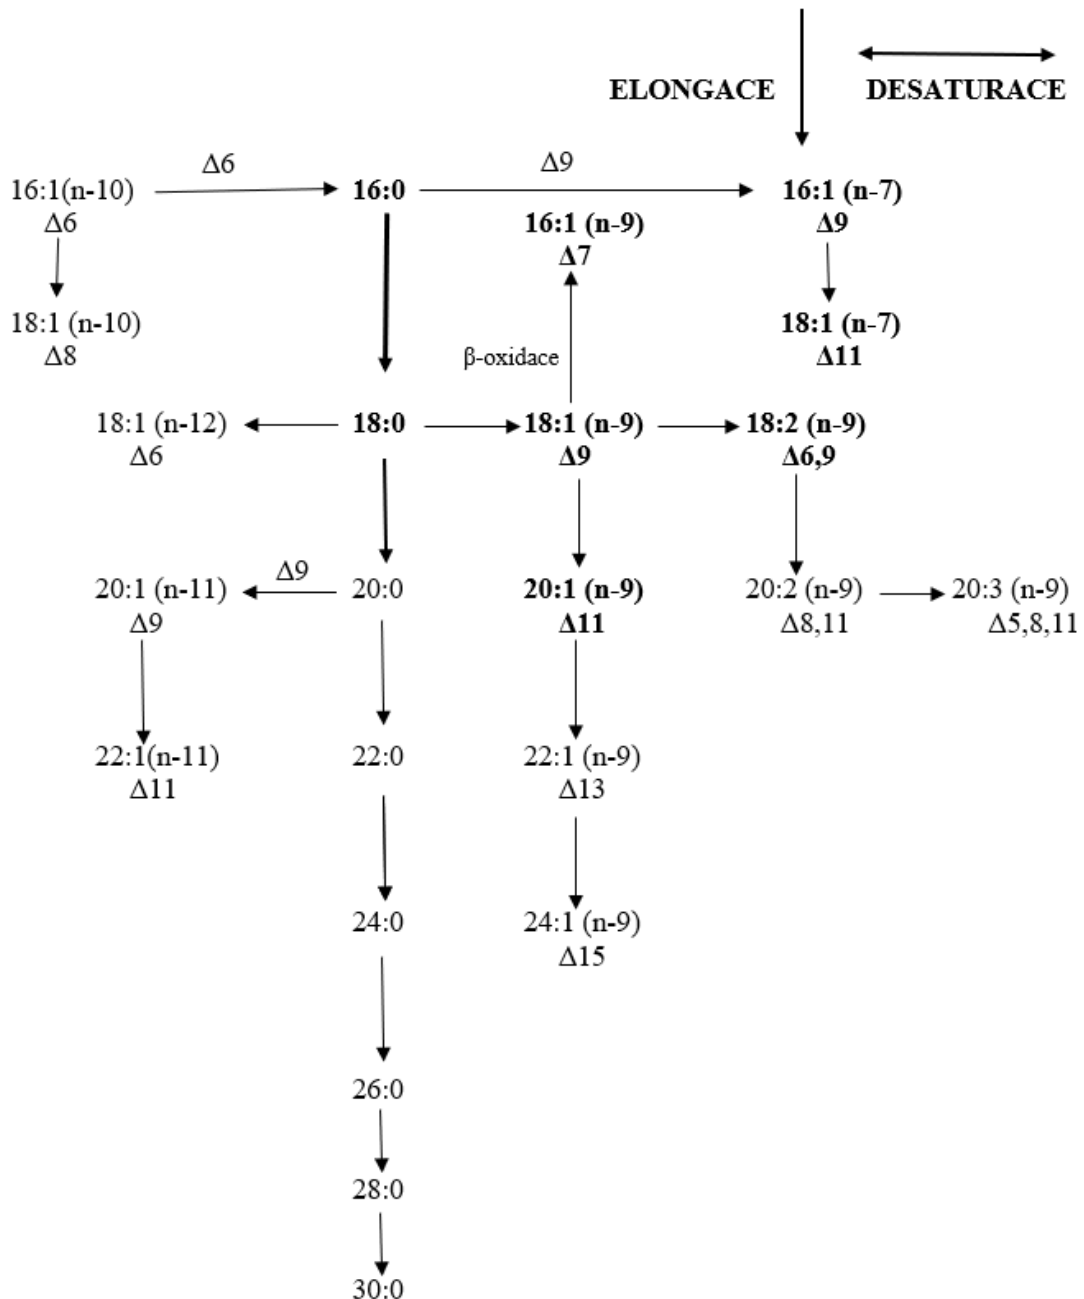 ELONGACE DESATURACE
Δ6 Δ9
16:1(n-10) 16:0 16:1 (n-7)
Δ6 16:1 (n-9) Δ9
Δ7
18:1 (n-10) 18:1 (n-7)
Δ8 β-oxidace Δ11
18:1 (n-12) 18:0 18:1 (n-9) 18:2 (n-9)
Δ6 Δ9 Δ6,9
Δ9
20:1 (n-11) 20:0 20:1 (n-9) 20:2 (n-9) 20:3 (n-9)
Δ9 Δ11 Δ8,11 Δ5,8,11
22:1(n-11) 22:0 22:1 (n-9)
Δ11 Δ13
24:0 24:1 (n-9)
Δ15
26:0
28:0
30:0